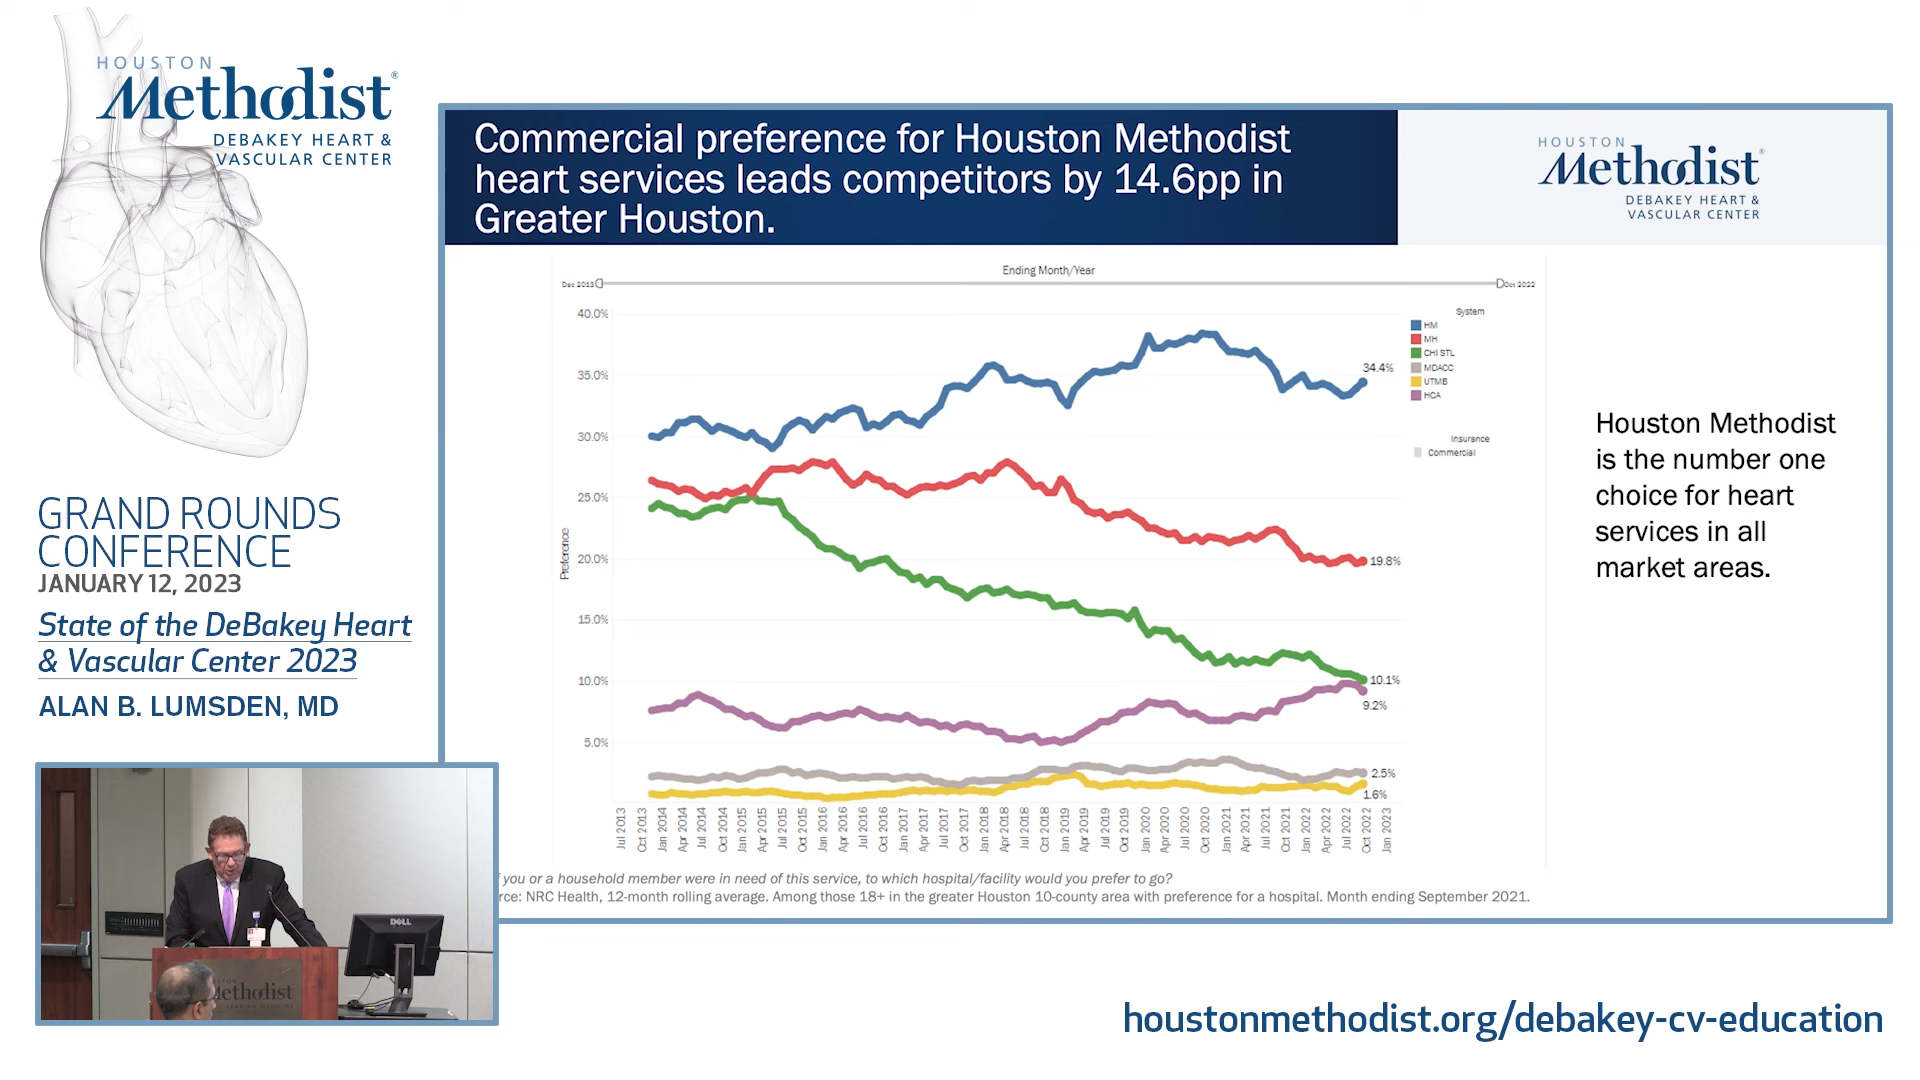 HOUSTON
Methodist®
DEBAKEY HEART &
VASCULAR CENTER
GRAND ROUNDS
CONFERENCE
JANUARY 12, 2023
State of the DeBakey Heart
& Vascular Center 2023
ALAN B. LUMSDEN, MD
Commercial preference for Houston Methodist
heart services leads competitors by 14.6pp in
Greater Houston.
HOUSTON
Methodist®
DEBAKEY HEART &
VASCULAR CENTER
Ending Month/Year
Dec 2013
Dec 2022
40.0%
35.0%
30.0%
25.0%
20.0%
15.0%
10.0%
5.0%
Preference
34.4%
19.8%
10.1%
9.2%
2.5%
1.6%
System
HM
MH
CHI STL
MDACC
UTMB
HCA
Insurance
Commercial
Jul 2013
Oct 2013
Jan 2014
Apr 2014
Jul 2014
Oct 2014
Jan 2015
Apr 2015
Jul 2015
Oct 2015
Jan 2016
Apr 2016
Jul 2016
Oct 2016
Jan 2017
Apr 2017
Jul 2017
Oct 2017
Jan 2018
Apr 2018
Jul 2018
Oct 2018
Jan 2019
Apr 2019
Jul 2019
Oct 2019
Jan 2020
Apr 2020
Jul 2020
Oct 2020
Jan 2021
Apr 2021
Jul 2021
Oct 2021
Jan 2022
Apr 2022
Jul 2022
Oct 2022
Jan 2023
Houston Methodist
is the number one
choice for heart
services in all
market areas.
f you or a household member were in need of this service, to which hospital/facility would you prefer to go?
rce: NRC Health, 12-month rolling average. Among those 18+ in the greater Houston 10-county area with preference for a hospital. Month ending September 2021.
DELL
ethodist
houstonmethodist.org/debakey-cv-education